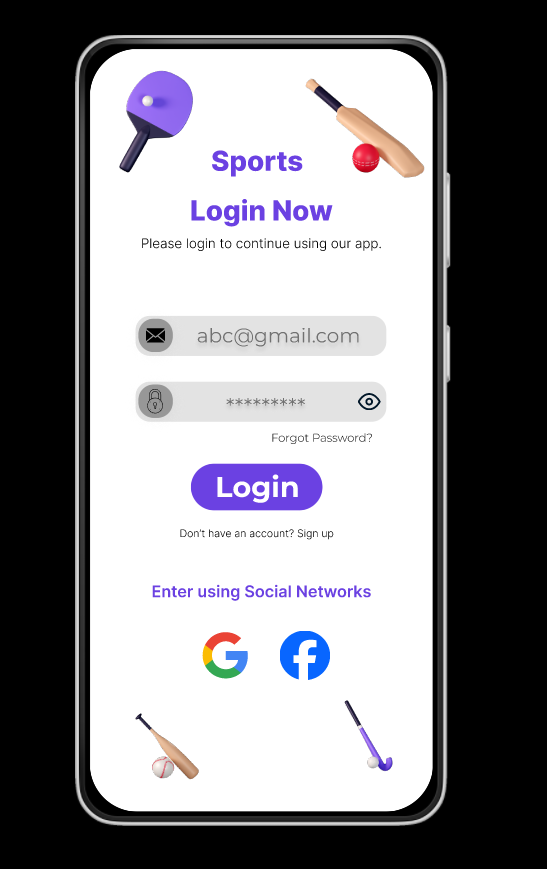 Sports
Login Now
Please login to continue using our app.
abc@gmail.com
*********
Forgot Password?
Login
Don't have an account? Sign up
Enter using Social Networks